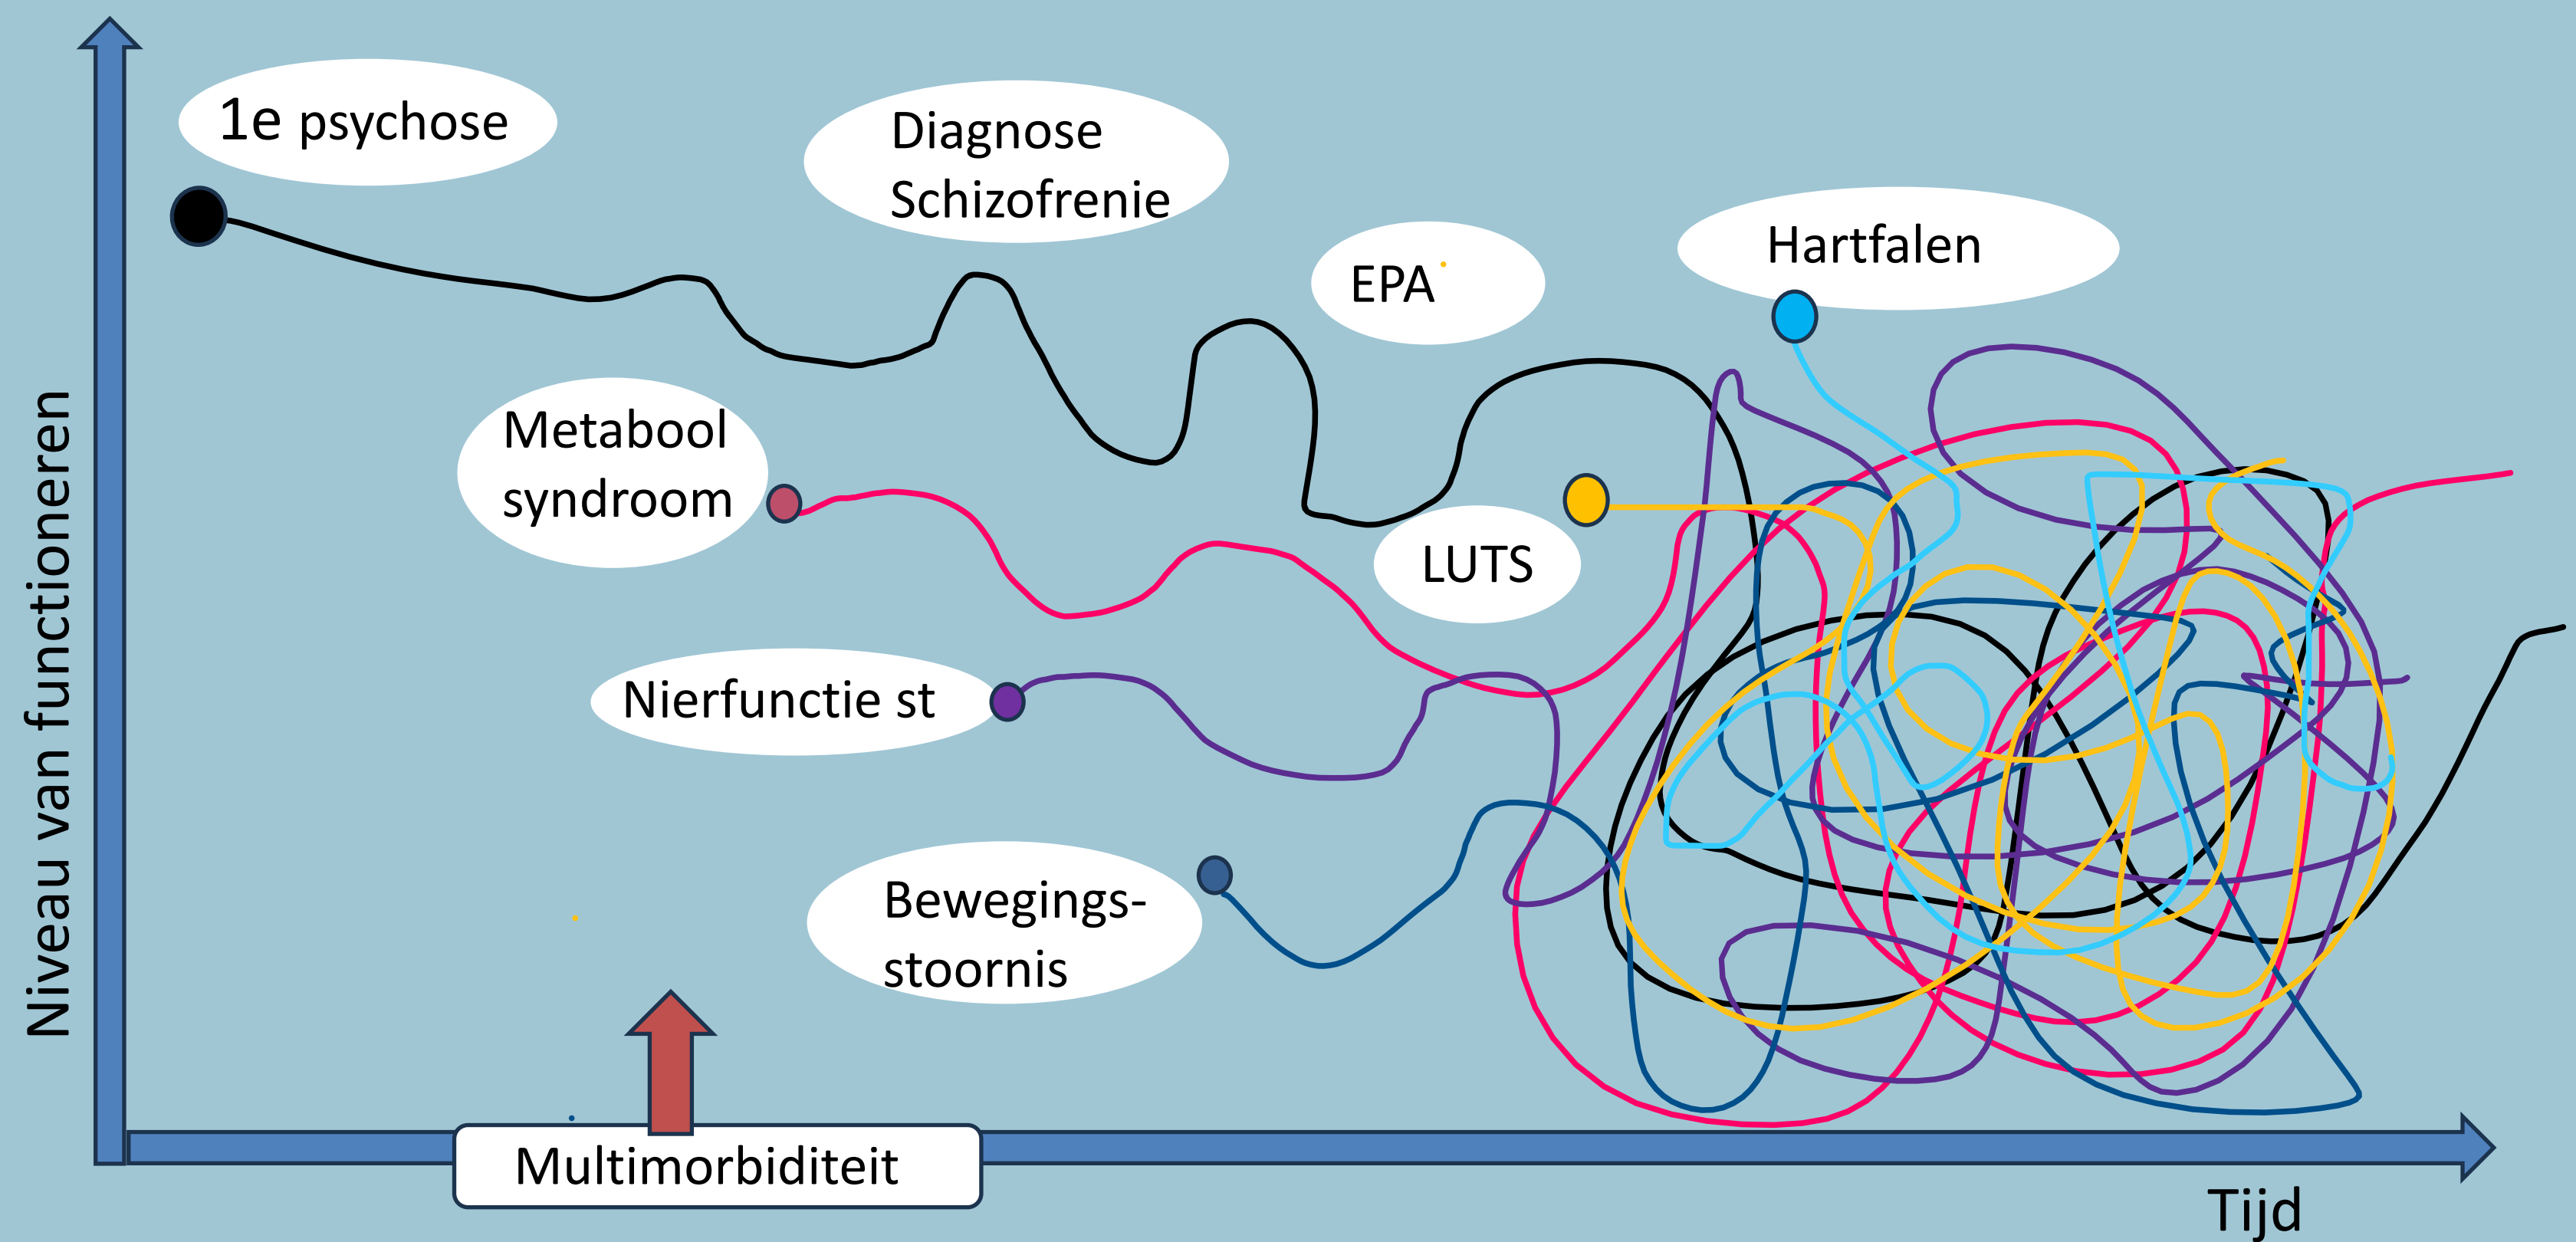 1e psychose
Diagnose
Schizofrenie
EPA
Hartfalen
Metabool
syndroom
LUTS
Nierfunctie st
Bewegings-
stoornis
Niveau van functioneren
Multimorbiditeit
Tijd